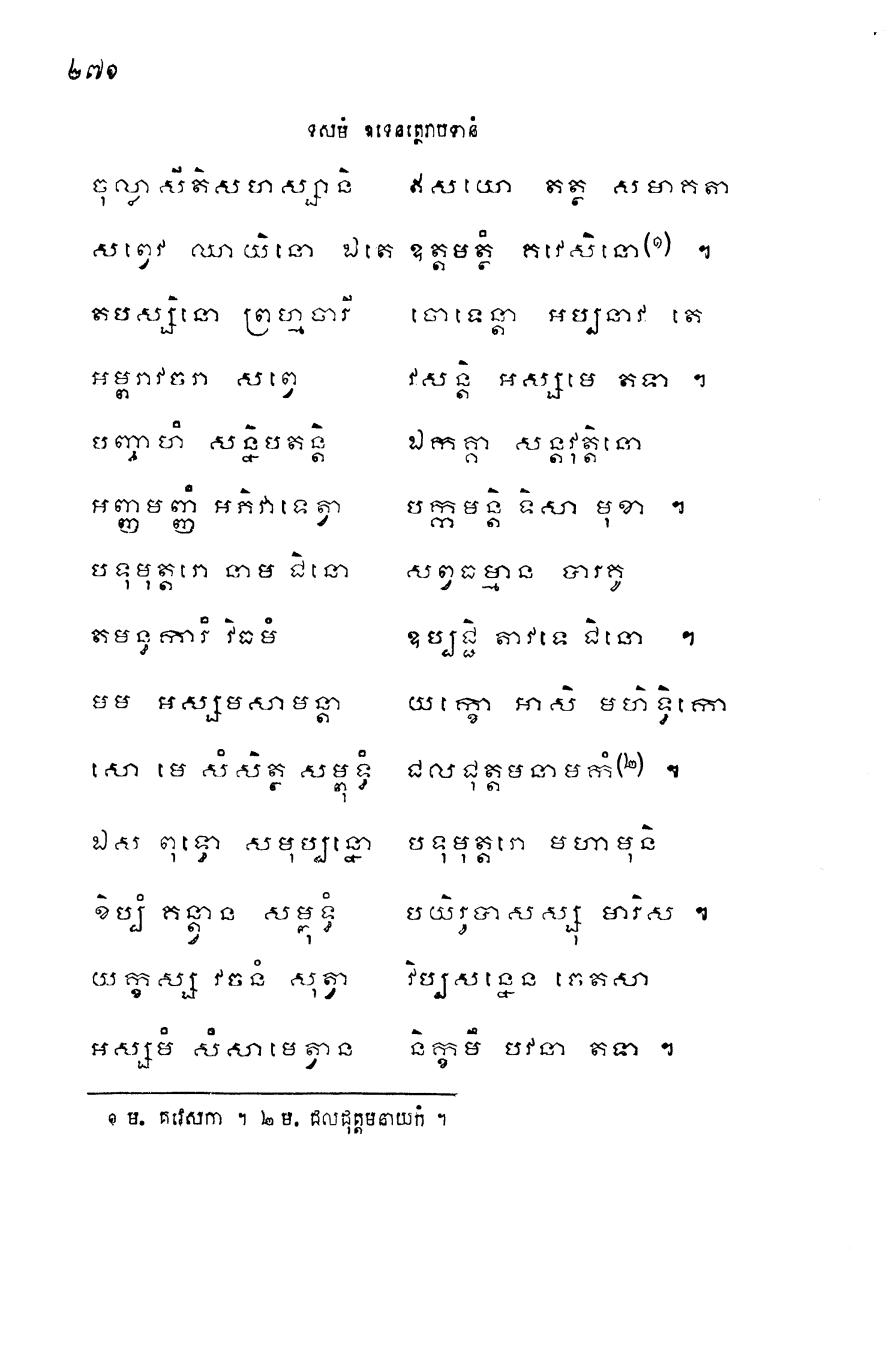 ២៧១
ទសមំ ឧទេនត្ថេរាបទានំ
ចុល្លាសីតិសហស្សានិ ឥសយោ តត្ថ សមាគតា
សព្វេវ ឈាយិនោ ឯតេ ឧត្តមត្ថំ គវេសិនោ(១) ។
តបស្សិនោ ព្រហ្មចារី ចោទេន្តា អប្បនាវ តេ
អម្ពរាវចរា សព្វេ វសន្តិ អស្សមេ តទា ។
បញ្ចាហំ សន្និបតន្តិ ឯកគ្គា សន្តវុត្តិនោ
អញ្ញមញ្ញំ អភិវាទេត្វា បក្កមន្តិ ទិសា មុខា ។
បទុមុត្តរោ នាម ជិនោ សព្វធម្មាន បារគូ
តមន្ធការំ វិធមំ ឧប្បជ្ជិ តាវទេ ជិនោ ។
មម អស្សមសាមន្តា យក្ខោ អាសិ មហិទ្ធិកោ
សោ មេ សំសិត្ថ សម្ពុទ្ធំ ជលជុត្តមនាមកំ(២) ។
ឯស ពុទ្ធោ សមុប្បន្នោ បទុមុត្តរោ មហាមុនិ
ខិប្បំ គន្ត្វាន សម្ពុទ្ធំ បយិរុបាសស្សុ មារិស ។
យក្ខស្ស វចនំ សុត្វា វិប្បសន្នេន ចេតសា
អស្សមំ សំសាមេត្វាន និក្ខមឹ បវនា តទា ។
១ ម. គវេសកា ។ ២ ម. ជលជុត្តមនាយកំ ។